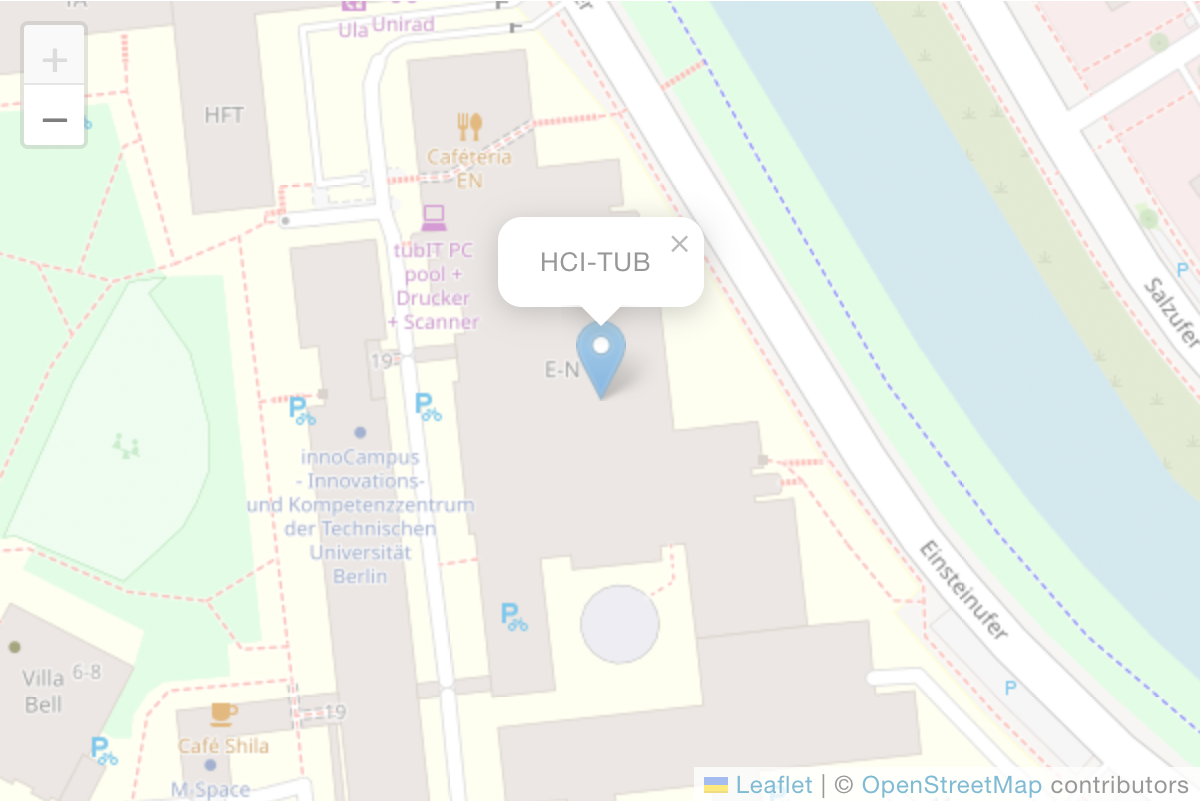 Ula Unirad
+
−
HFT
Caféteria
EN
HCI-TUB
×
tubIT PC
pool +
Drucker
+ Scanner
P
Salzufer
19
E-N
P
P
innoCampus
- Innovations-
und Kompetenzzentrum
der Technischen
Universität
Berlin
Einsteinufer
P
Villa
Bell
6-8
P
19
Café Shila
P
M-Space
Leaflet | © OpenStreetMap contributors